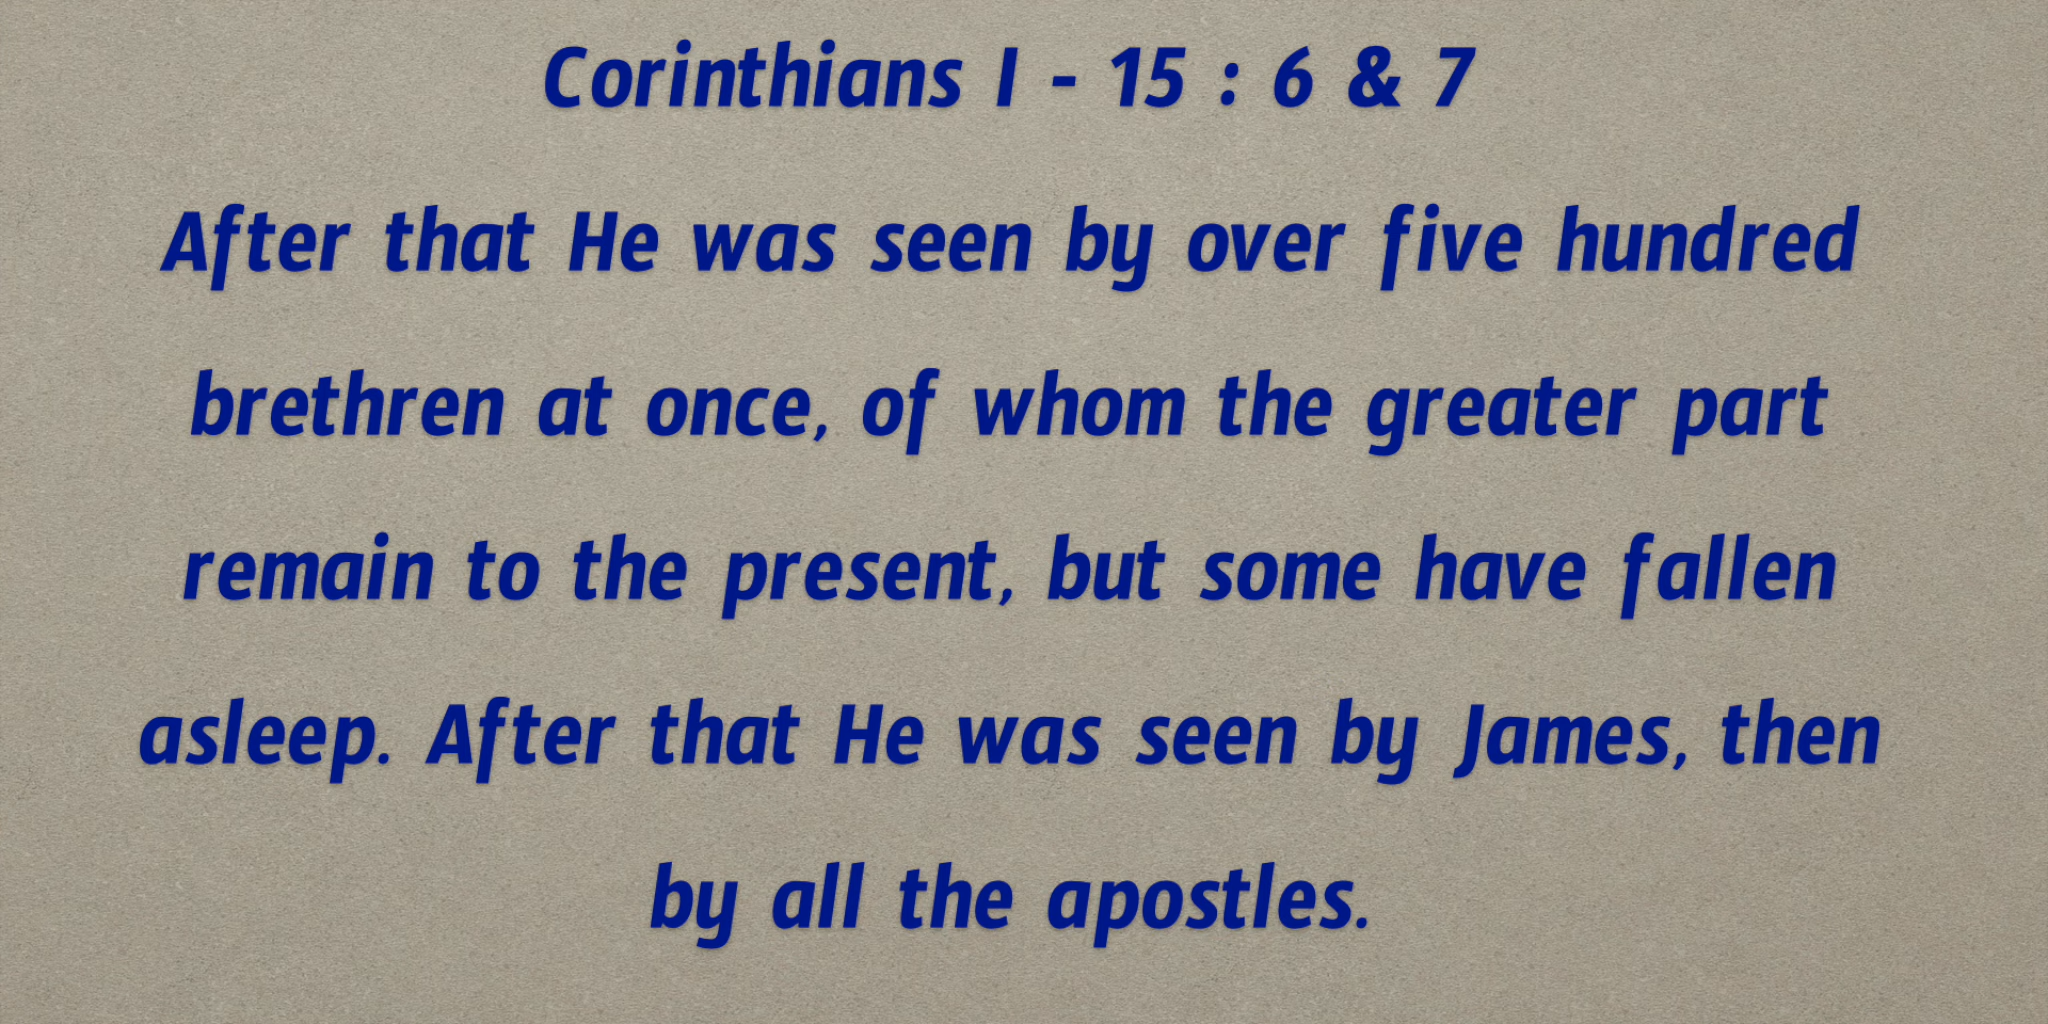 Corinthians I - 15 : 6 & 7
After that He was seen by over five hundred
brethren at once, of whom the greater part
remain to the present, but some have fallen
asleep. After that He was seen by James, then
by all the apostles.